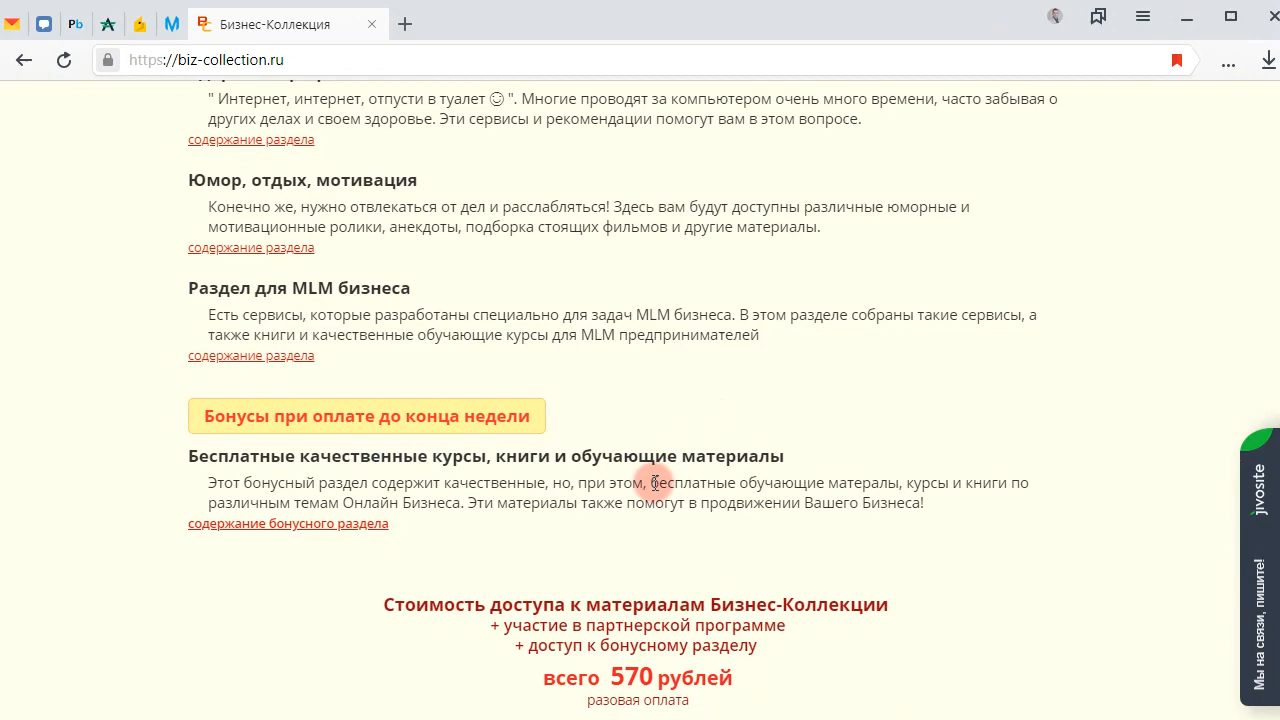 Pb
Бизнес-Коллекция
https://biz-collection.ru
" Интернет, интернет, отпусти в туалет ". Многие проводят за компьютером очень много времени, часто забывая о
других делах и своем здоровье. Эти сервисы и рекомендации помогут вам в этом вопросе.
содержание раздела
Юмор, отдых, мотивация
Конечно же, нужно отвлекаться от дел и расслабляться! Здесь вам будут доступны различные юморные и
мотивационные ролики, анекдоты, подборка стоящих фильмов и другие материалы.
содержание раздела
Раздел для MLM бизнеса
Есть сервисы, которые разработаны специально для задач MLM бизнеса. В этом разделе собраны такие сервисы, а
также книги и качественные обучающие курсы для MLM предпринимателей
содержание раздела
Бонусы при оплате до конца недели
Бесплатные качественные курсы, книги и обучающие материалы
Этот бонусный раздел содержит качественные, но, при этом, бесплатные обучающие матералы, курсы и книги по
различным темам Онлайн Бизнеса. Эти материалы также помогут в продвижении Вашего Бизнеса!
содержание бонусного раздела
Стоимость доступа к материалам Бизнес-Коллекции
+ участие в партнерской программе
+ доступ к бонусному разделу
всего 570 рублей
разовая оплата
jivosite
Мы на связи, пишите!